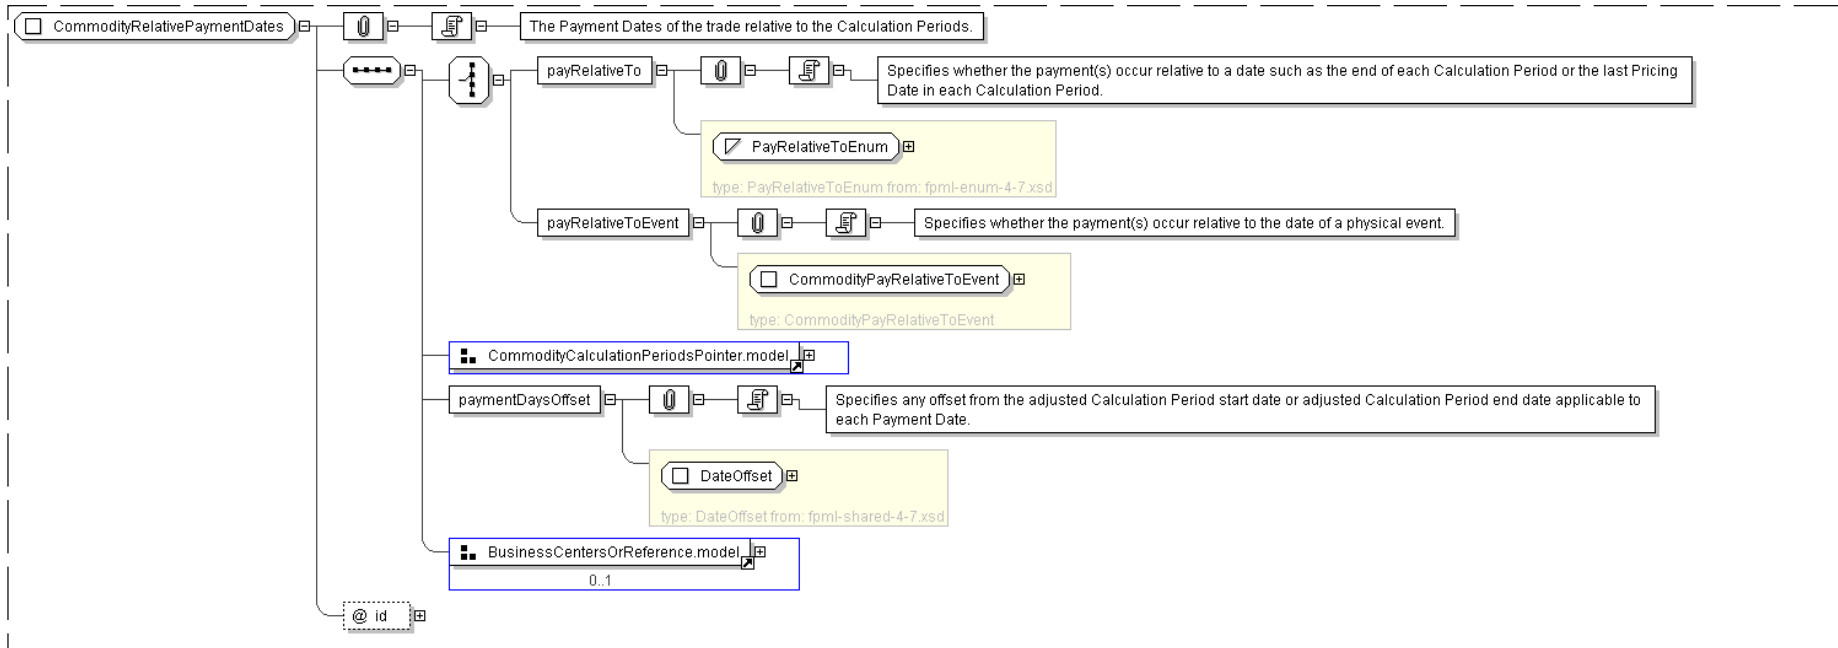 CommodityRelativePaymentDates
The Payment Dates of the trade relative to the Calculation Periods.
payRelativeTo
Specifies whether the payment(s) occur relative to a date such as the end of each Calculation Period or the last Pricing
Date in each Calculation Period.
PayRelativeToEnum
type: PayRelativeToEnum from: fpml-enum-4-7.xsd
payRelativeToEvent
Specifies whether the payment(s) occur relative to the date of a physical event.
CommodityPayRelativeToEvent
type: CommodityPayRelativeToEvent
CommodityCalculationPeriodsPointer.model
paymentDaysOffset
Specifies any offset from the adjusted Calculation Period start date or adjusted Calculation Period end date applicable to
each Payment Date.
DateOffset
type: DateOffset from: fpml-shared-4-7.xsd
BusinessCentersOrReference.model
0..1
@ id